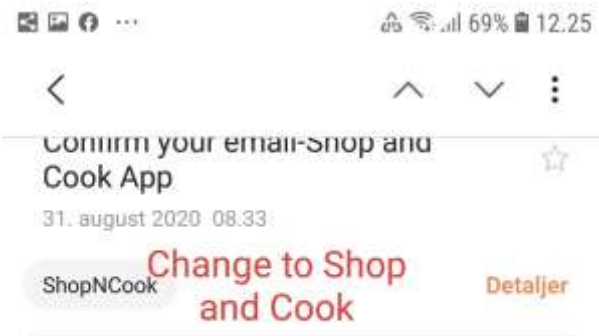 69% 12.25
Confirm your email-Shop and
Cook App
31. august 2020 08.33
ShopNCook
Change to Shop
and Cook
Detaljer